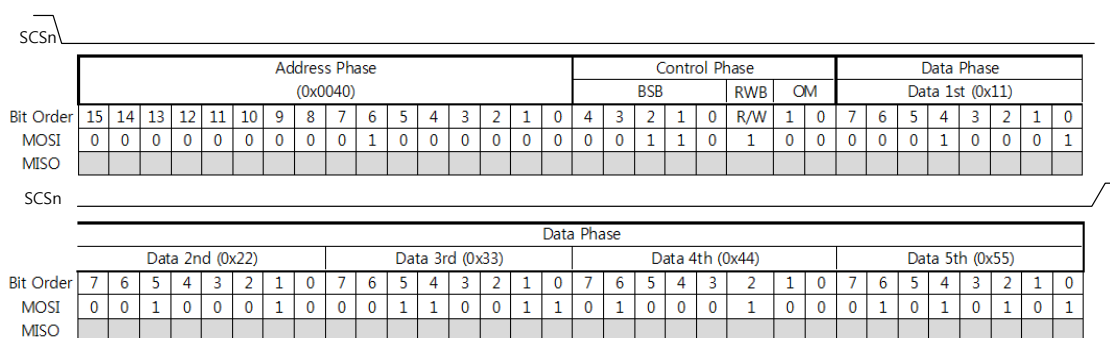 SCSn
Address Phase Control Phase Data Phase
(0x0040) BSB RWB OM Data 1st (0x11)
Bit Order 15 14 13 12 11 10 9 8 7 6 5 4 3 2 1 0 4 3 2 1 0 R/W 1 0 7 6 5 4 3 2 1 0
MOSI 0 0 0 0 0 0 0 0 0 1 0 0 0 0 0 0 0 0 1 1 0 1 0 0 0 0 0 1 0 0 0 1
MISO
SCSn
Data Phase
Data 2nd (0x22) Data 3rd (0x33) Data 4th (0x44) Data 5th (0x55)
Bit Order 7 6 5 4 3 2 1 0 7 6 5 4 3 2 1 0 7 6 5 4 3 2 1 0 7 6 5 4 3 2 1 0
MOSI 0 0 1 0 0 0 1 0 0 0 1 1 0 0 1 1 0 1 0 0 0 1 0 0 0 1 0 1 0 1 0 1
MISO